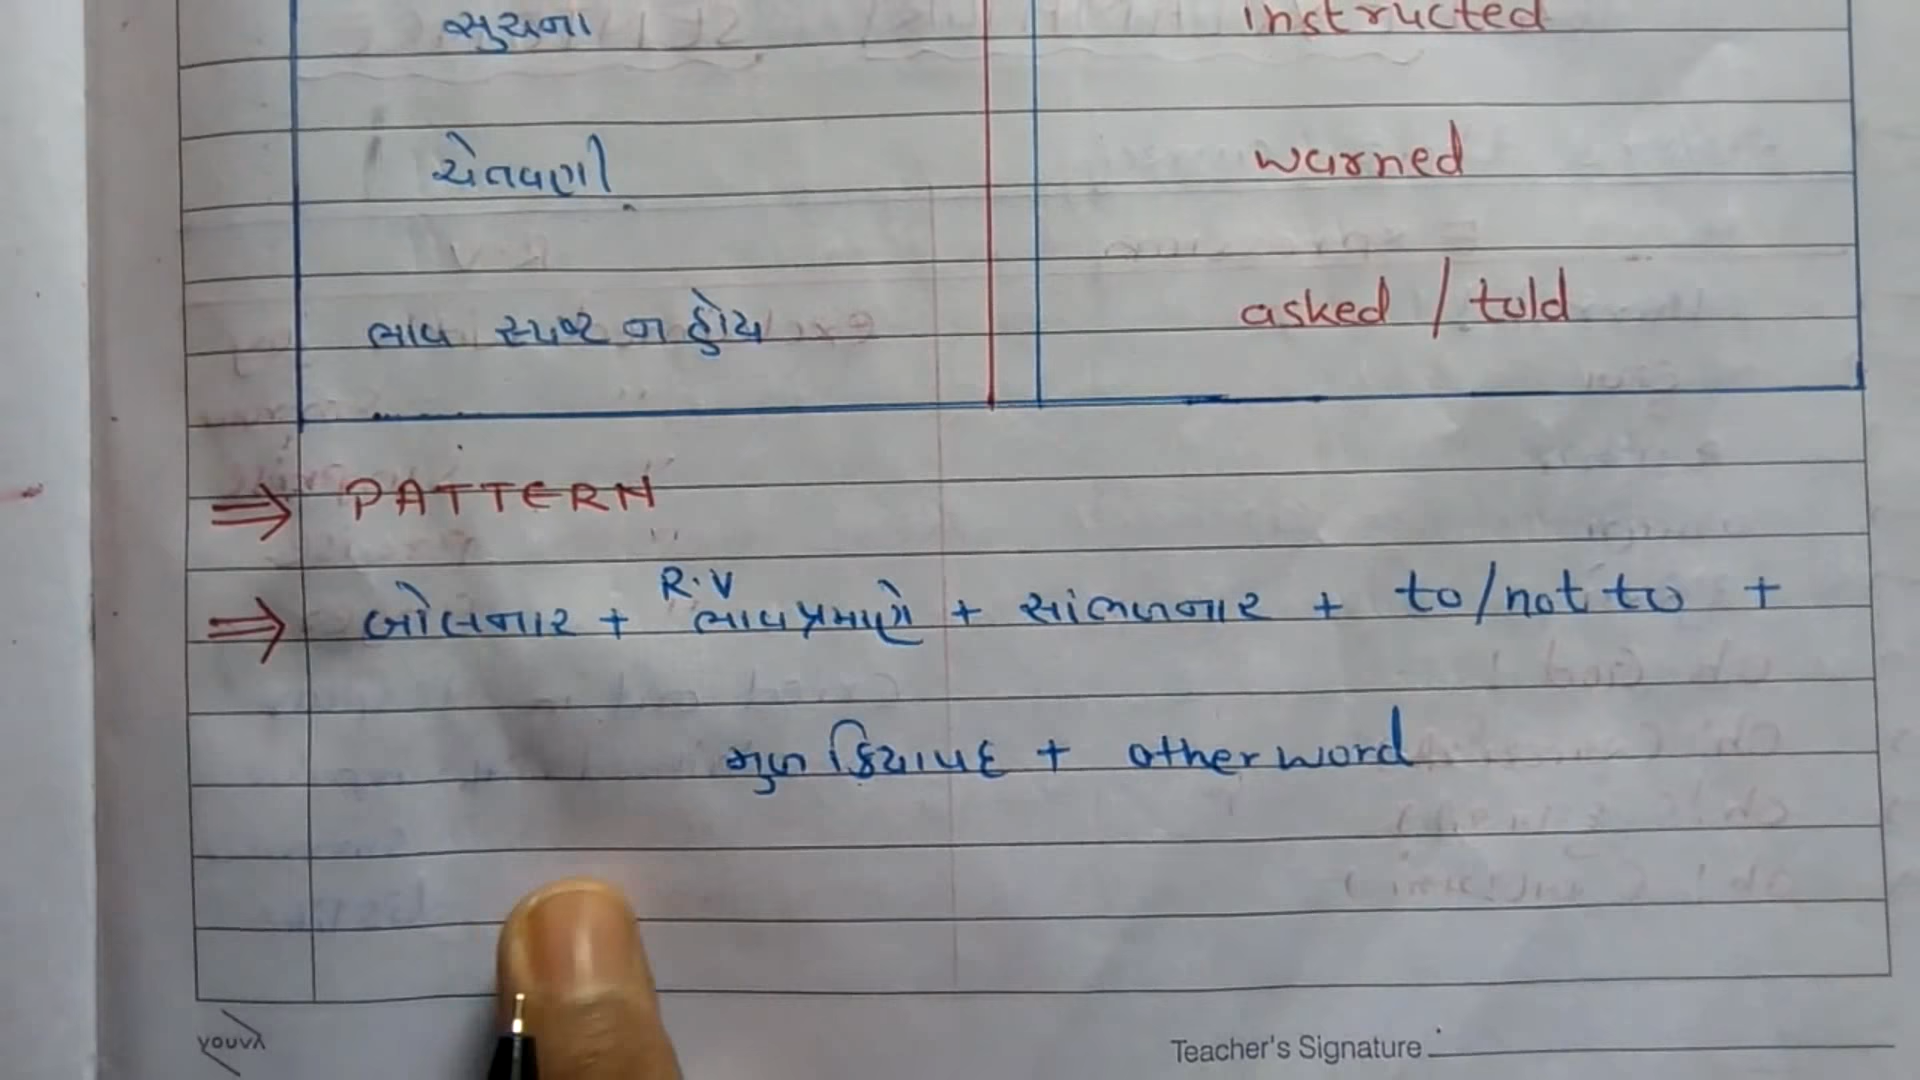 સુચના instructed
ચેતવણી warned
ભાવ સ્પષ્ટ ન હોય asked / told
⇒ PATTERN
R.V
⇒ બોલનાર + ભાવપ્રમાણે + સાંભળનાર + to/not to +
મુળ ક્રિયાપદ + other word
youva
Teacher's Signature